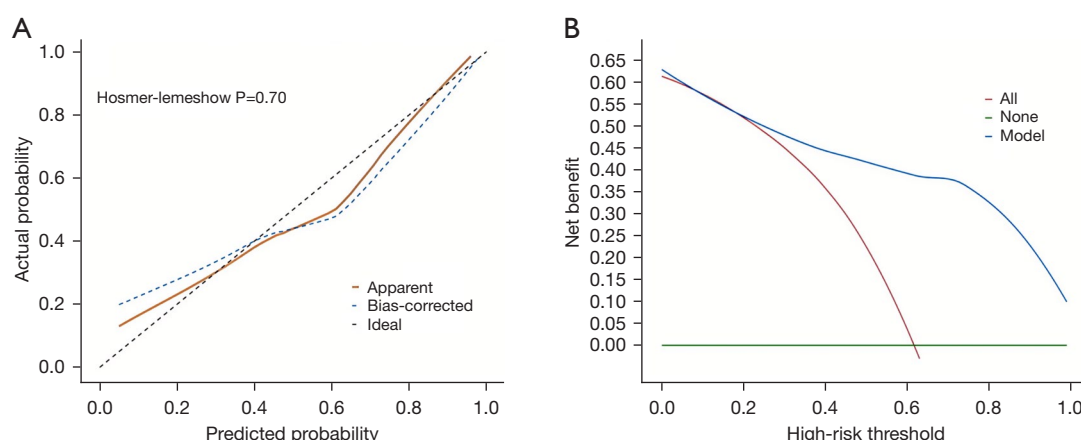 A
Actual probability
1.0
0.8
0.6
0.4
0.2
0.0
Hosmer-lemeshow P=0.70
Apparent
Bias-corrected
Ideal
0.0 0.2 0.4 0.6 0.8 1.0
Predicted probability
B
Net benefit
0.65
0.60
0.55
0.50
0.45
0.40
0.35
0.30
0.25
0.20
0.10
0.05
0.00
All
None
Model
0.0 0.2 0.4 0.6 0.8 1.0
High-risk threshold